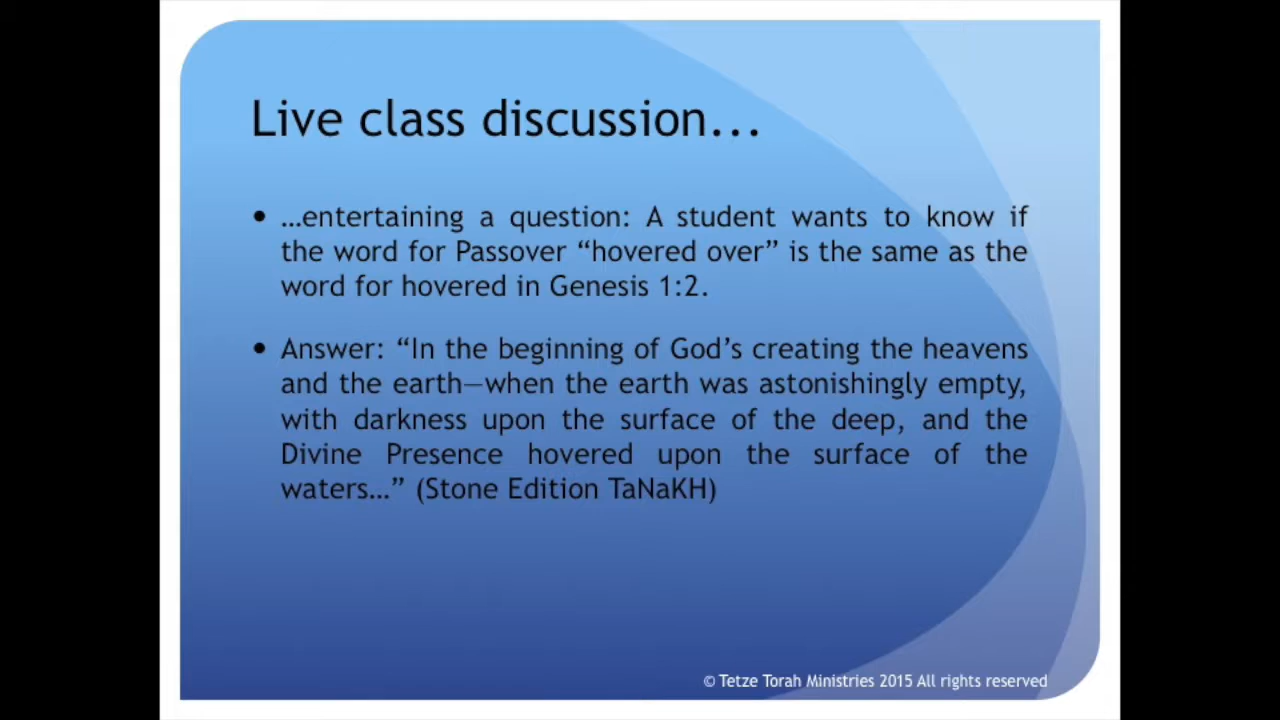 Live class discussion...
• …entertaining a question: A student wants to know if
the word for Passover “hovered over” is the same as the
word for hovered in Genesis 1:2.
• Answer: “In the beginning of God’s creating the heavens
and the earth—when the earth was astonishingly empty,
with darkness upon the surface of the deep, and the
Divine Presence hovered upon the surface of the
waters…” (Stone Edition TaNaKH)
© Tetze Torah Ministries 2015 All rights reserved